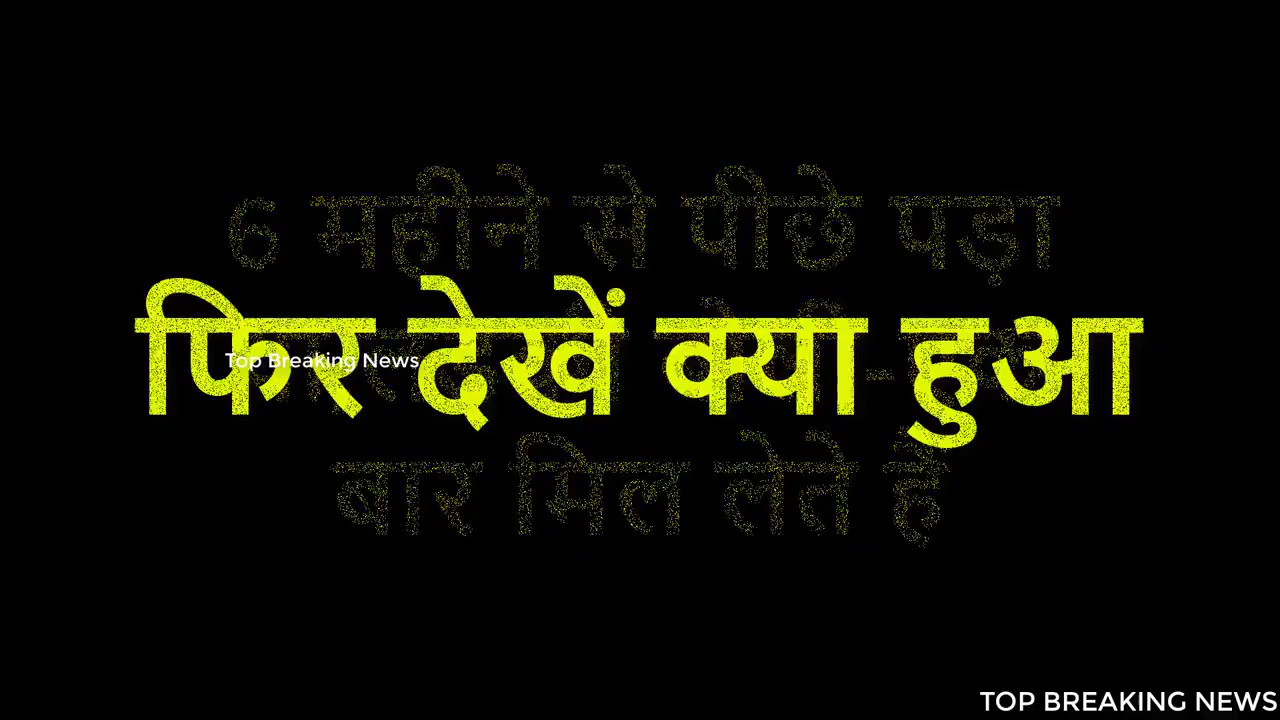 6 महीने से पीछे पड़ा
फिर देखें क्या हुआ
Top Breaking News
बार मिल लेते हैं
TOP BREAKING NEWS